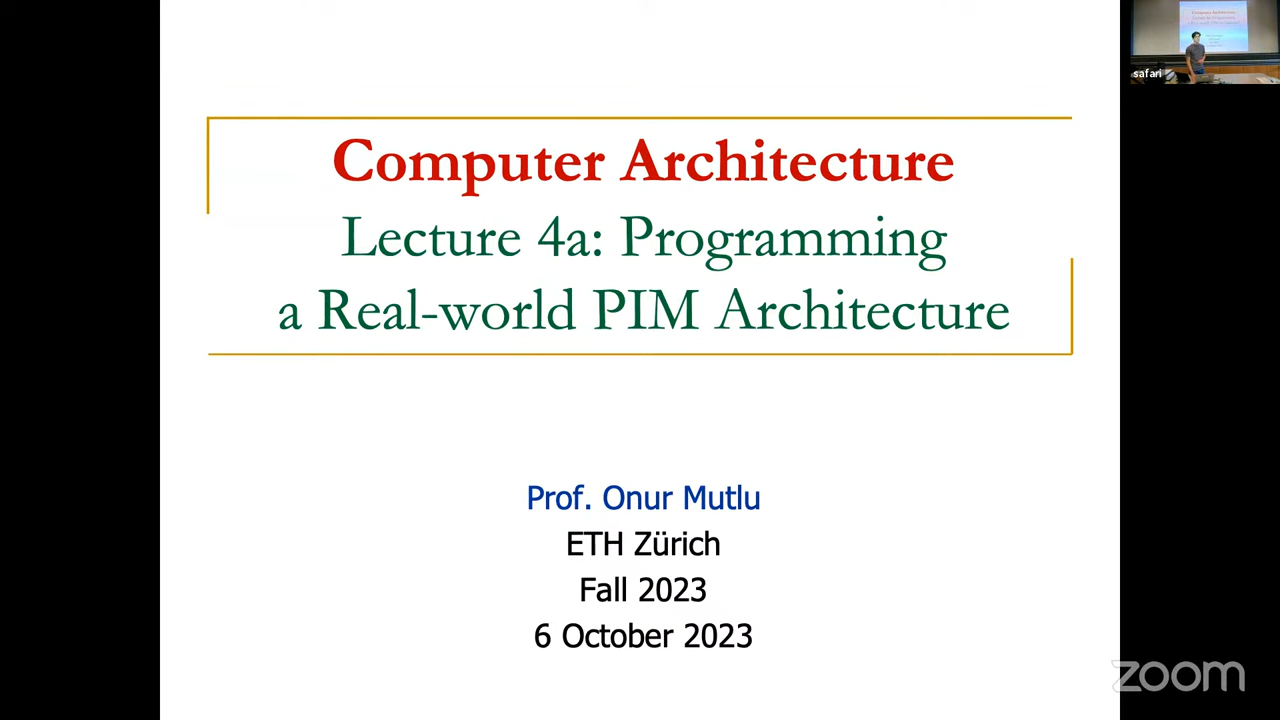 Computer Architecture
Lecture 4a: Programming
a Real-world PIM Architecture
Prof. Onur Mutlu
ETH Zürich
Fall 2023
6 October 2023
safari
zoom